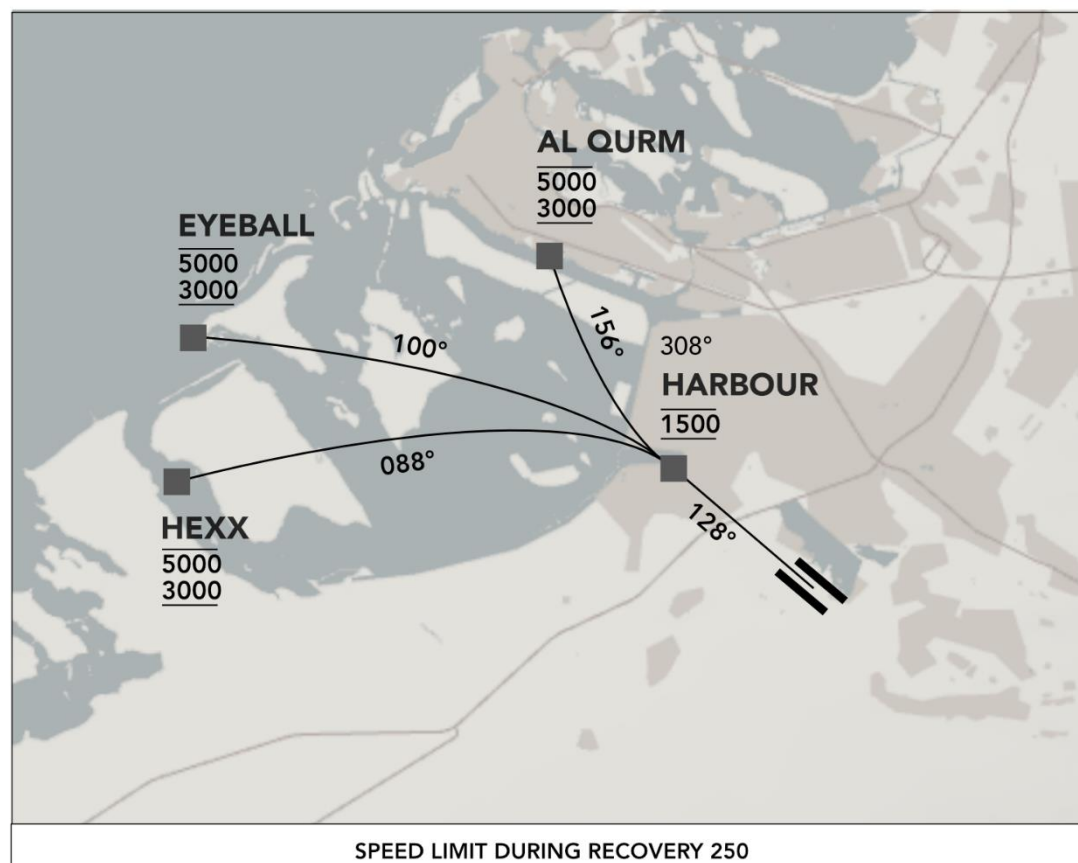 AL QURM
5000
3000
EYEBALL
5000
3000
156°
308°
100°
HARBOUR
1500
088°
128°
HEXX
5000
3000
SPEED LIMIT DURING RECOVERY 250